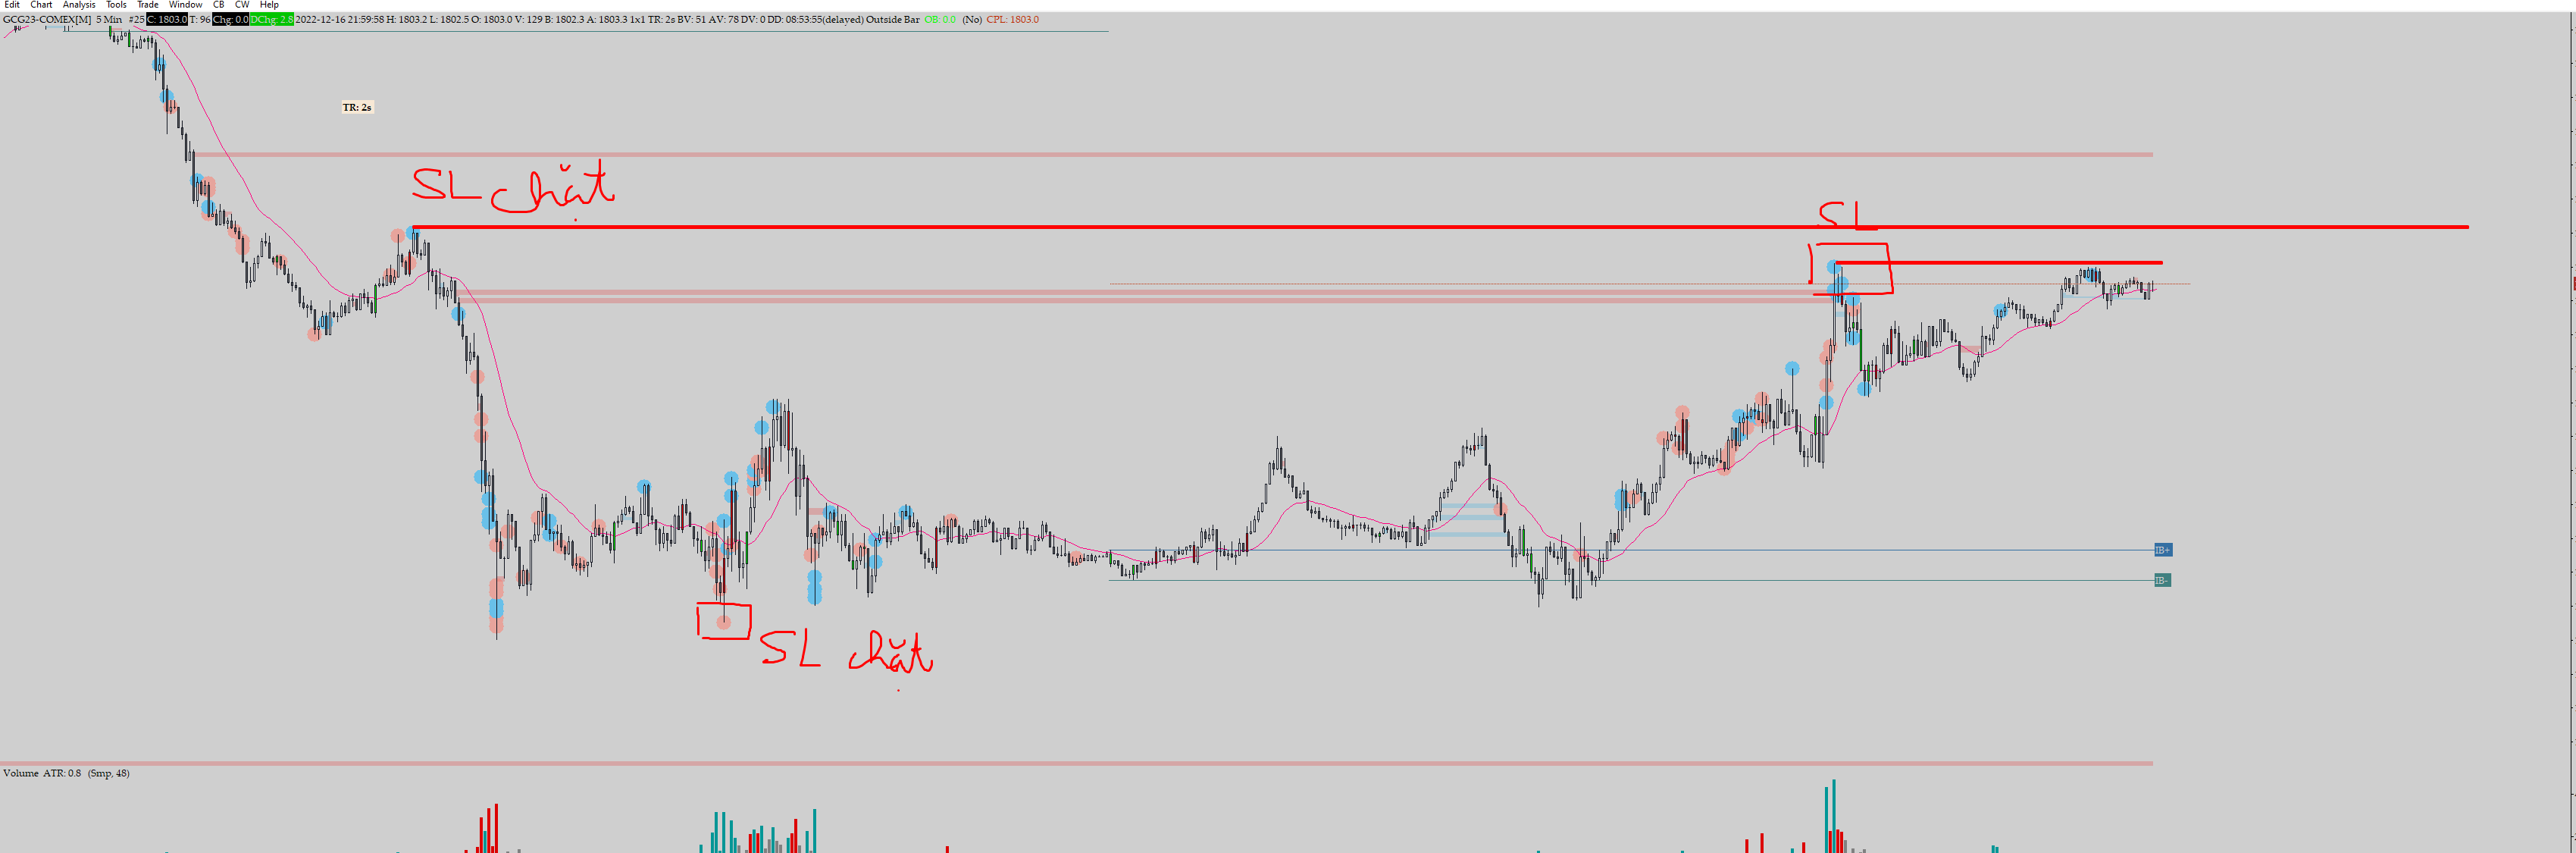 Edit Chart Analysis Tools Trade Window CB CW Help
GCG23-COMEX[M] 5 Min #25 C: 1803.0 T: 96 Chg: 0.0 DChg: 2.8 2022-12-16 21:59:58 H: 1803.2 L: 1802.5 O: 1803.0 V: 129 B: 1802.3 A: 1803.3 1x1 TR: 2s BV: 51 AV: 78 DV: 0 DD: 08:53:55(delayed) Outside Bar OB: 0.0 (No) CPL: 1803.0
TR: 2s
SL chặt
SL
IB+
IB-
SL chặt
Volume ATR: 0.8 (Smp, 48)